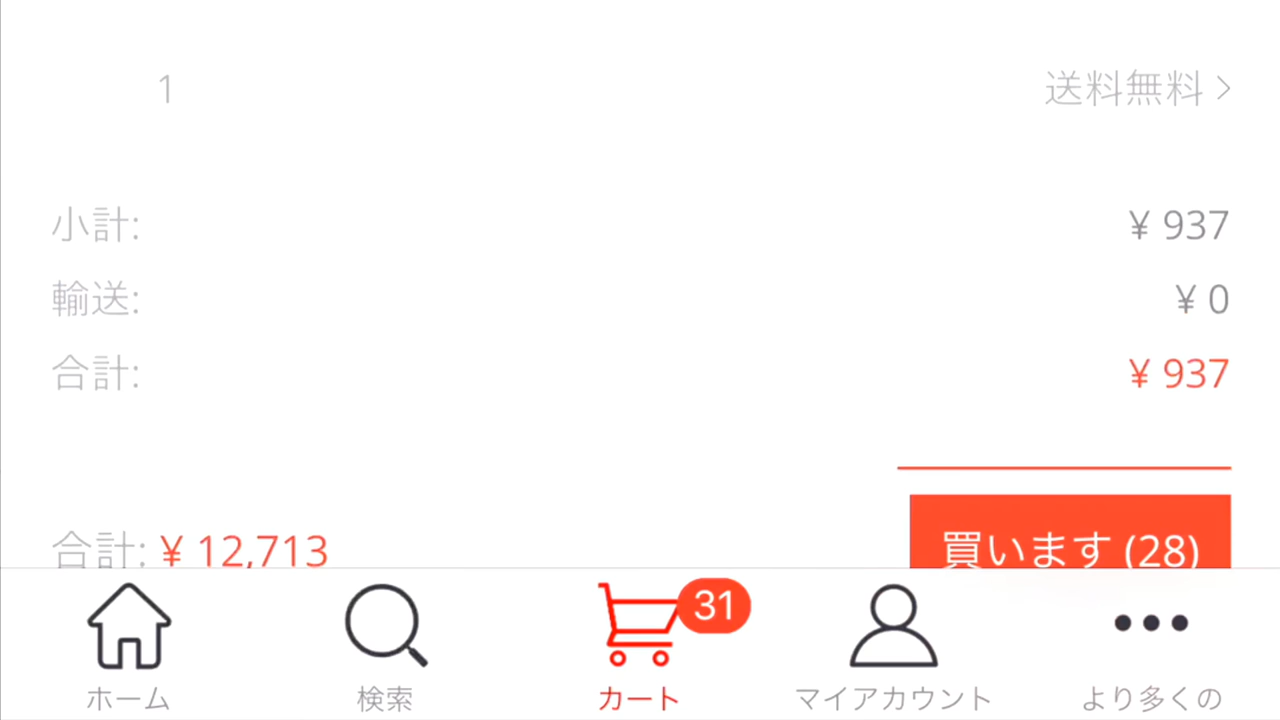 1 送料無料 >
小計: ¥ 937
輸送: ¥ 0
合計: ¥ 937
合計: ¥ 12,713 買います (28)
31
ホーム 検索 カート マイアカウント より多くの